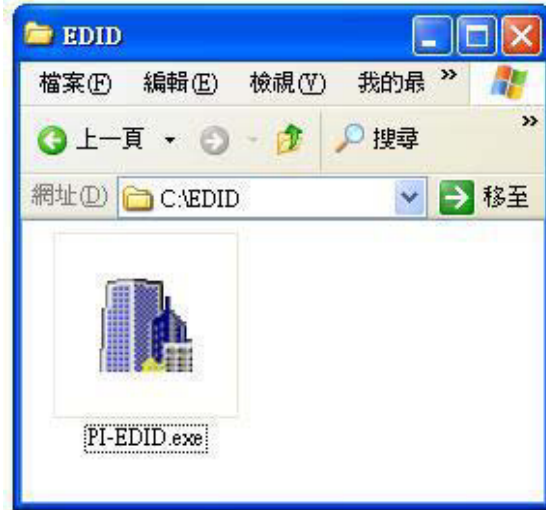 EDID
檔案(F) 編輯(E) 檢視(V) 我的最 »
上一頁 搜尋 »
網址(D) C:\EDID 移至
PI-EDID.exe